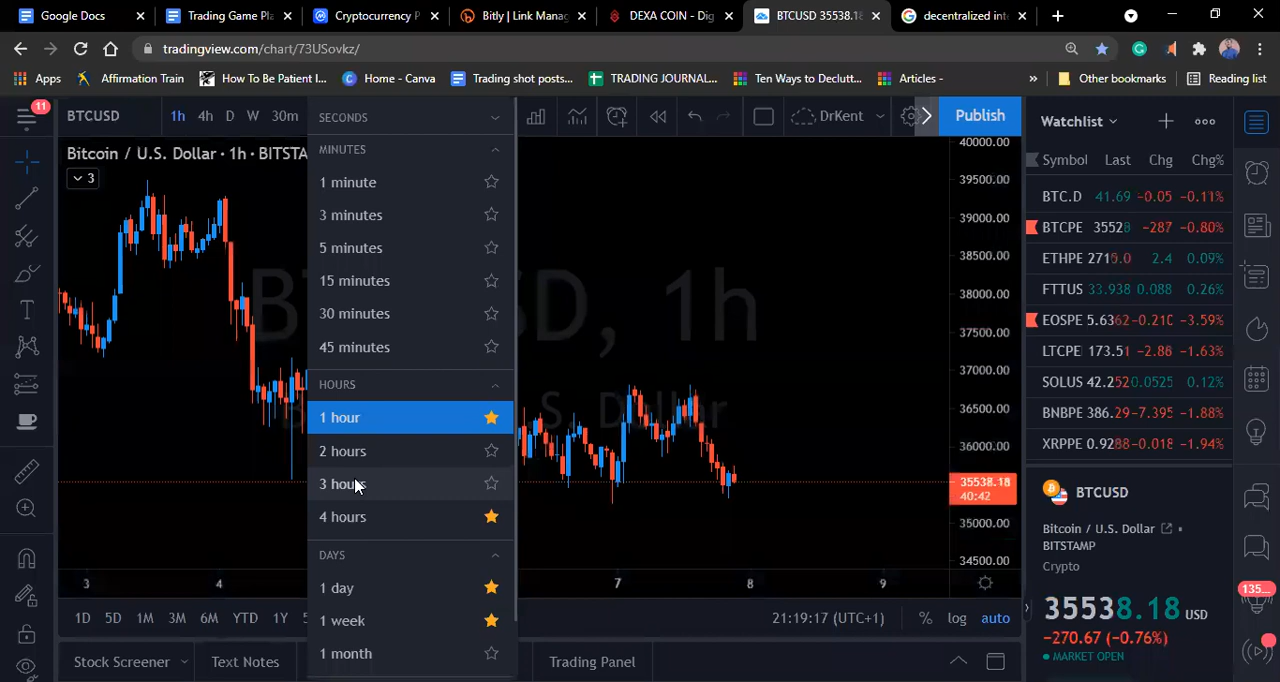 Google Docs
Trading Game Pl
Cryptocurrency P
Bitly | Link Manag
DEXA COIN - Dig
BTCUSD 35538.18
decentralized int
tradingview.com/chart/73USovkz/
Apps
Affirmation Train
How To Be Patient I...
Home - Canva
Trading shot posts...
TRADING JOURNAL...
Ten Ways to Declutt...
Articles -
»
Other bookmarks
Reading list
11
BTCUSD
1h
4h
D
W
30m
SECONDS
DrKent
Publish
Watchlist
Bitcoin / U.S. Dollar · 1h · BITSTA
3
MINUTES
1 minute
3 minutes
5 minutes
15 minutes
30 minutes
45 minutes
HOURS
1 hour
2 hours
3 hours
4 hours
DAYS
1 day
1 week
1 month
40000.00
39500.00
39000.00
38500.00
38000.00
37500.00
37000.00
36500.00
36000.00
35538.18
40:42
35000.00
34500.00
3
4
7
8
9
Symbol Last Chg Chg%
BTC.D 41.69 -0.05 -0.11%
BTCPE 35528 -287 -0.80%
ETHPE 2715.0 2.4 0.09%
FTTUS 33.938 0.088 0.26%
EOSPE 5.6362 -0.210 -3.59%
LTCPE 173.51 -2.88 -1.63%
SOLUS 42.252 0.0525 0.12%
BNBPE 386.29 -7.395 -1.88%
XRPPE 0.9288 -0.018 -1.94%
BTCUSD
Bitcoin / U.S. Dollar
BITSTAMP
Crypto
35538.18 USD
-270.67 (-0.76%)
MARKET OPEN
135...
1D 5D 1M 3M 6M YTD 1Y
21:19:17 (UTC+1)
% log auto
Stock Screener
Text Notes
Trading Panel